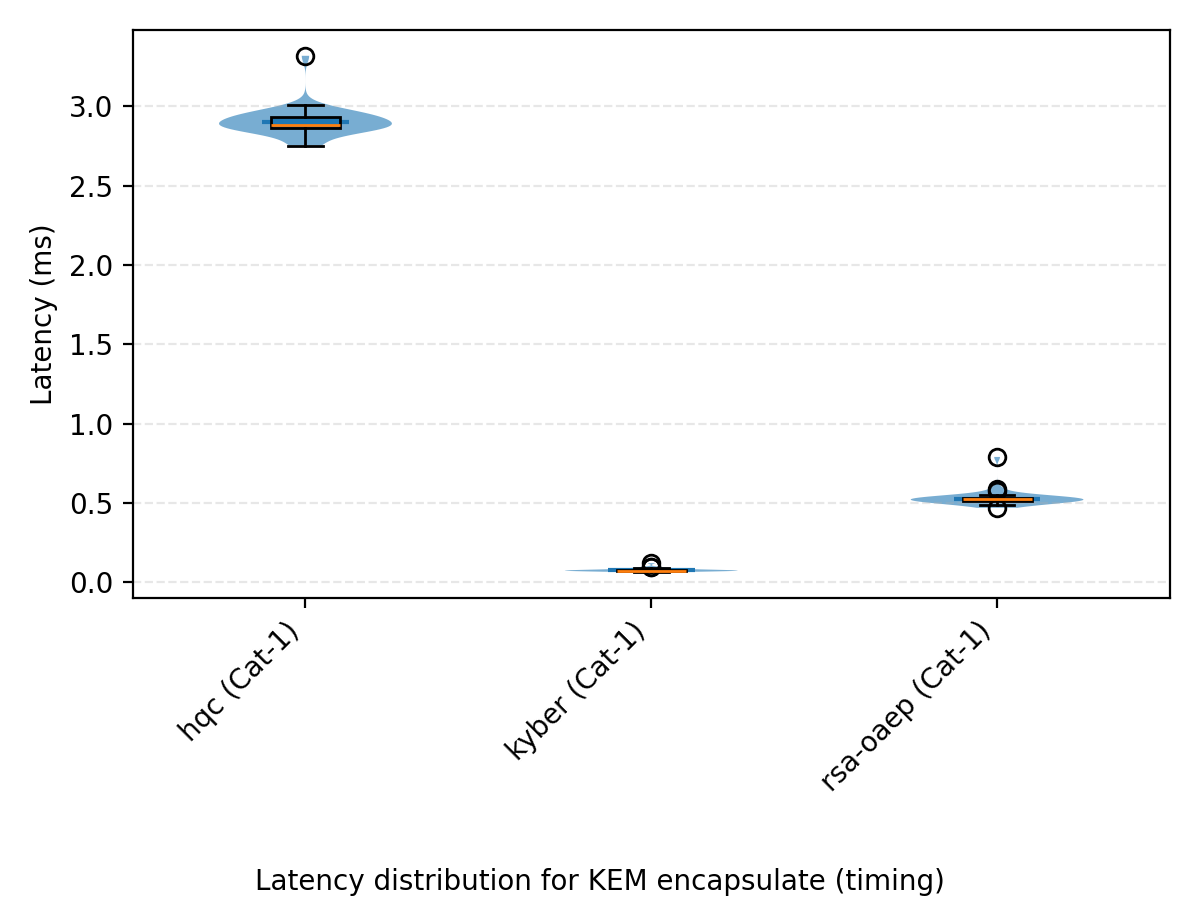 3.0
2.5
2.0
1.5
1.0
0.5
0.0
Latency (ms)
hqc (Cat-1)
kyber (Cat-1)
rsa-oaep (Cat-1)
Latency distribution for KEM encapsulate (timing)